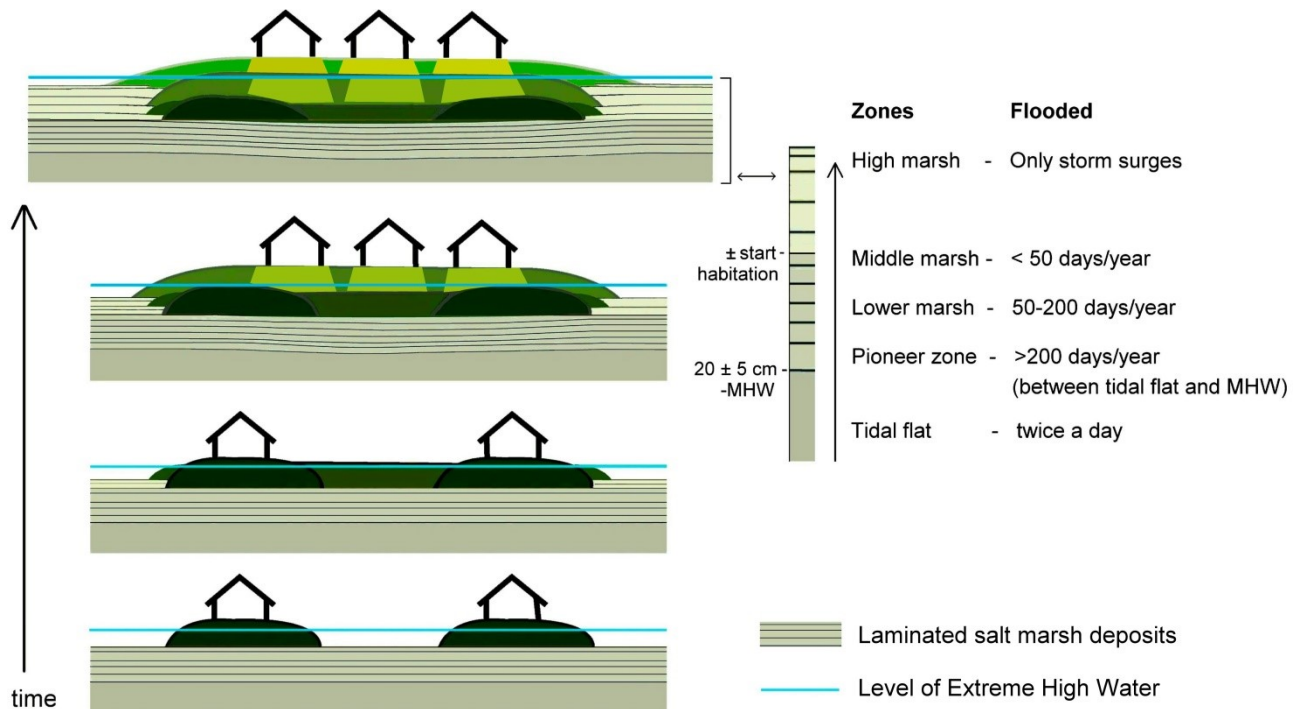 Zones Flooded
High marsh - Only storm surges
± start
habitation
Middle marsh - < 50 days/year
Lower marsh - 50-200 days/year
20 ± 5 cm
-MHW
Pioneer zone - >200 days/year
(between tidal flat and MHW)
Tidal flat - twice a day
Laminated salt marsh deposits
Level of Extreme High Water
time